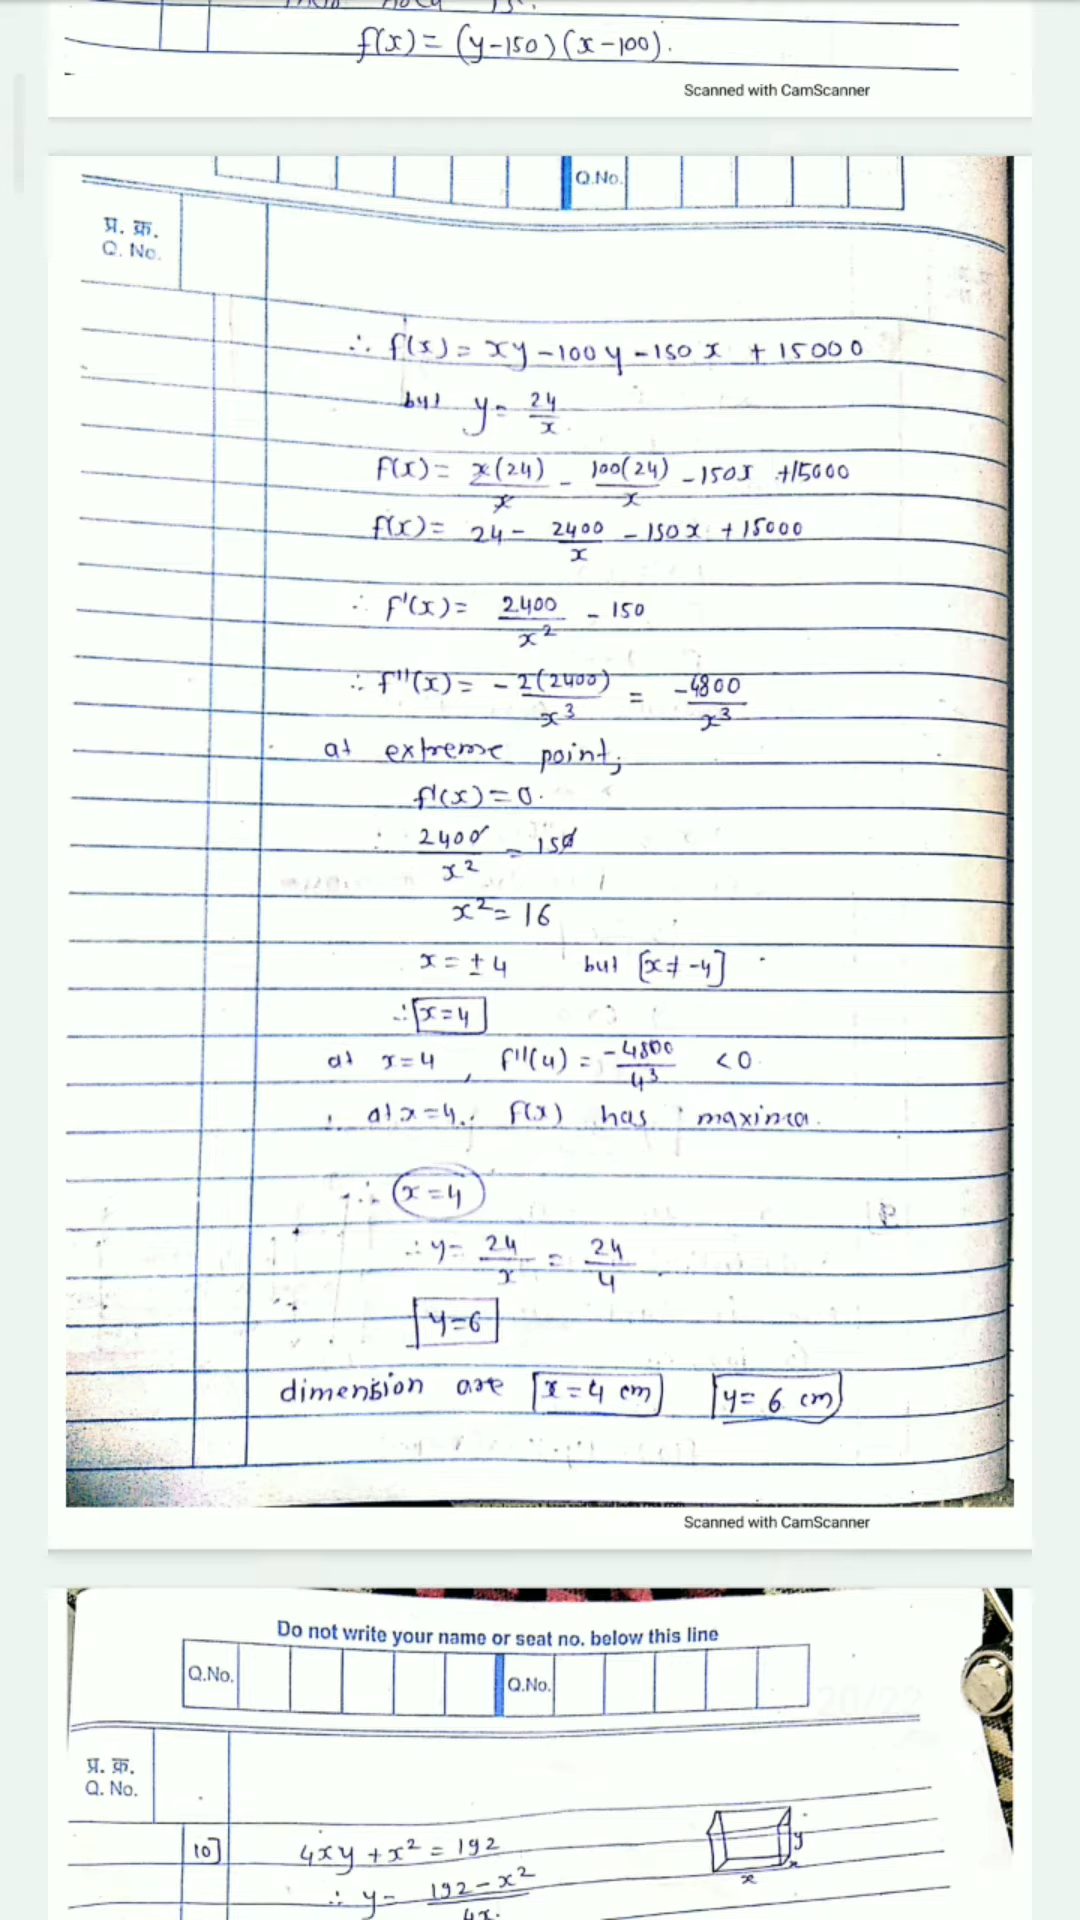 f(x) = (y-150)(x-100).
Scanned with CamScanner
Q.No.
प्र. क्र.
Q. No.
∴ f(x) = xy - 100y - 150x + 15000
but y = 24/x
f(x) = x(24)/x - 100(24)/x - 150x + 15000
f(x) = 24 - 2400/x - 150x + 15000
∴ f'(x) = 2400/x² - 150
∴ f''(x) = -2(2400)/x³ = -4800/x³
at extreme point;
f'(x) = 0.
∴ 2400/x² = 150
x² = 16
x = ± 4 but [x ≠ -4]
∴ x = 4
at x = 4, f''(4) = -4800/4³ < 0
∴ at x = 4, f(x) has maxima.
∴ x = 4
∴ y = 24/x = 24/4
y = 6
dimension are x = 4 cm y = 6 cm
Scanned with CamScanner
Do not write your name or seat no. below this line
Q.No. Q.No.
20/22
प्र. क्र.
Q. No.
10] 4xy + x² = 192
y
x
x
∴ y = 192 - x²/4x.